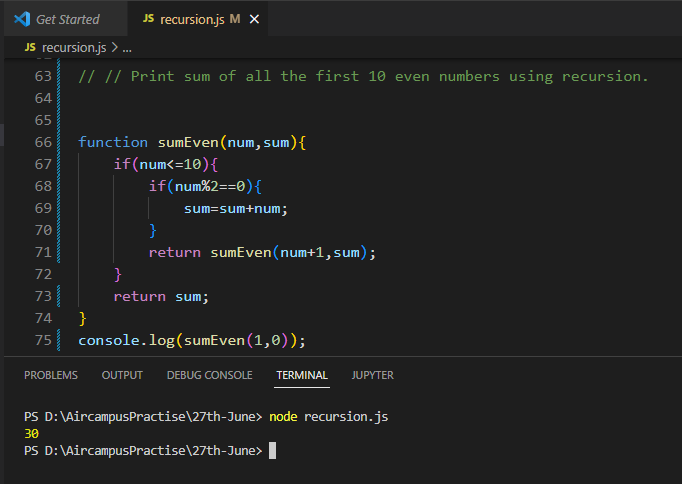 Get Started
JS recursion.js M ×
JS recursion.js > ...
63 // // Print sum of all the first 10 even numbers using recursion.
64
65
66 function sumEven(num,sum){
67     if(num<=10){
68         if(num%2==0){
69             sum=sum+num;
70         }
71         return sumEven(num+1,sum);
72     }
73     return sum;
74 }
75 console.log(sumEven(1,0));
PROBLEMS OUTPUT DEBUG CONSOLE TERMINAL JUPYTER
PS D:\AircampusPractise\27th-June> node recursion.js
30
PS D:\AircampusPractise\27th-June>